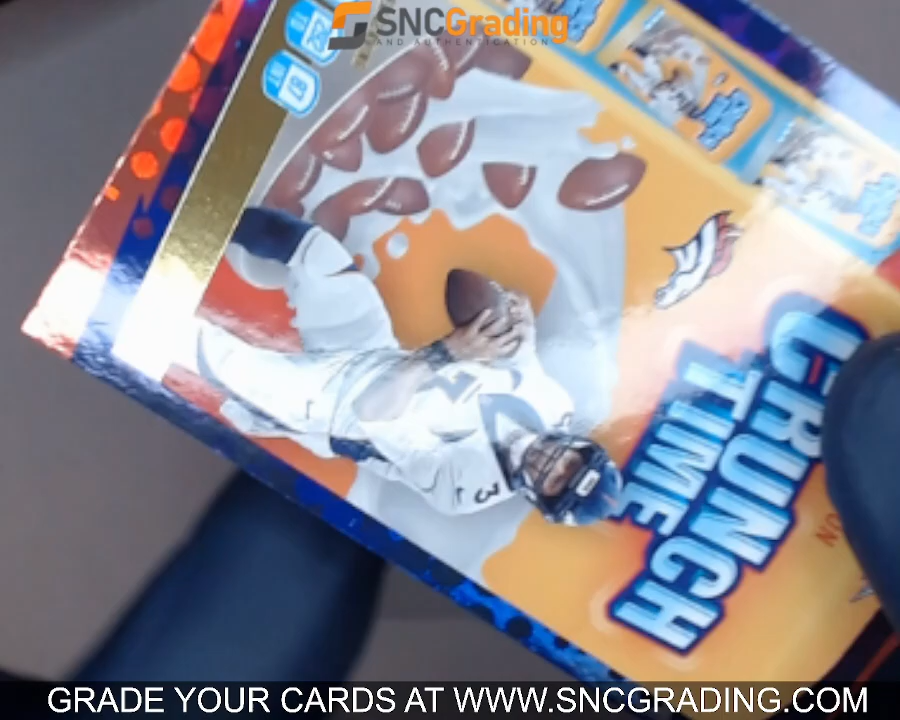 SNCGrading
AND AUTHENTICATION
CRUNCH
TIME
3
GRADE YOUR CARDS AT WWW.SNCGRADING.COM